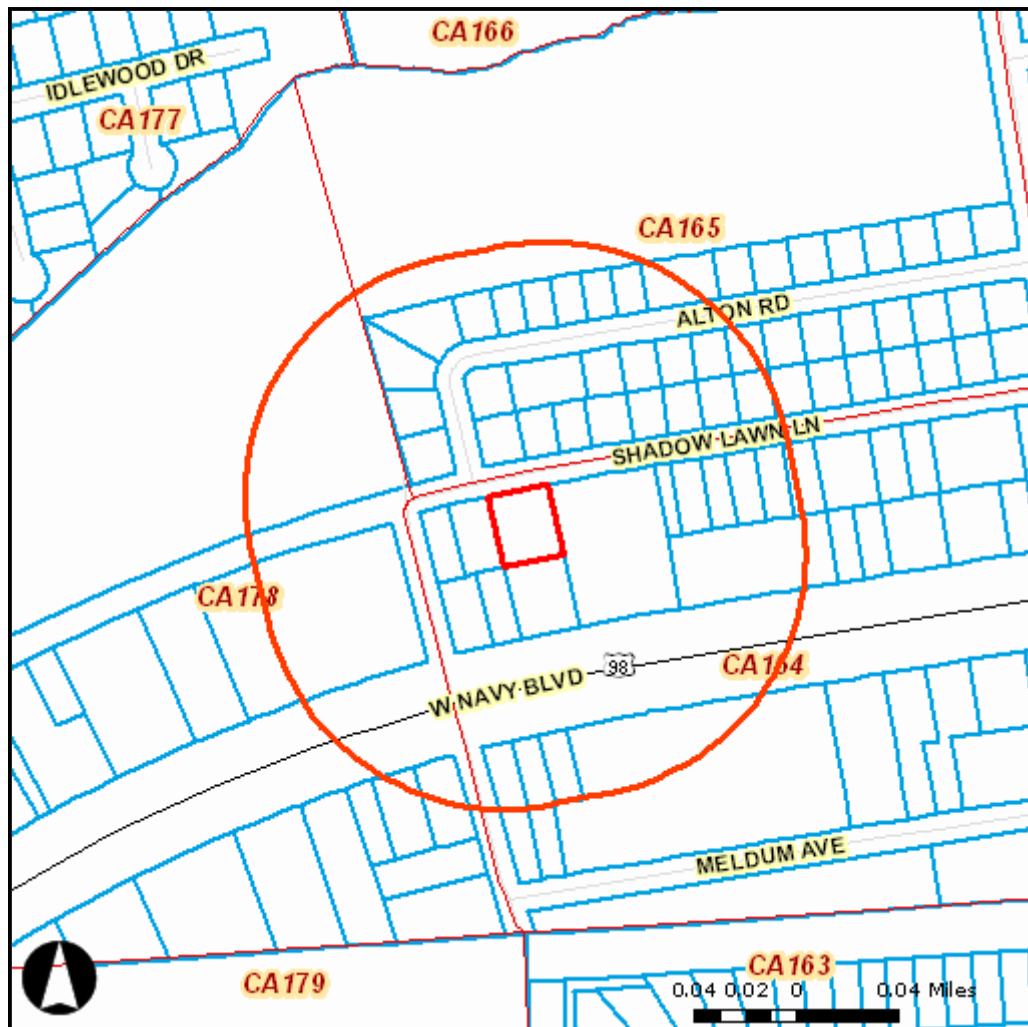 CA166
IDLEWOOD DR
CA177
CA165
ALTON RD
SHADOW LAWN LN
CA178
98
CA164
W NAVY BLVD
MELDUM AVE
CA163
CA179
0.04 0.02 0 0.04 Miles